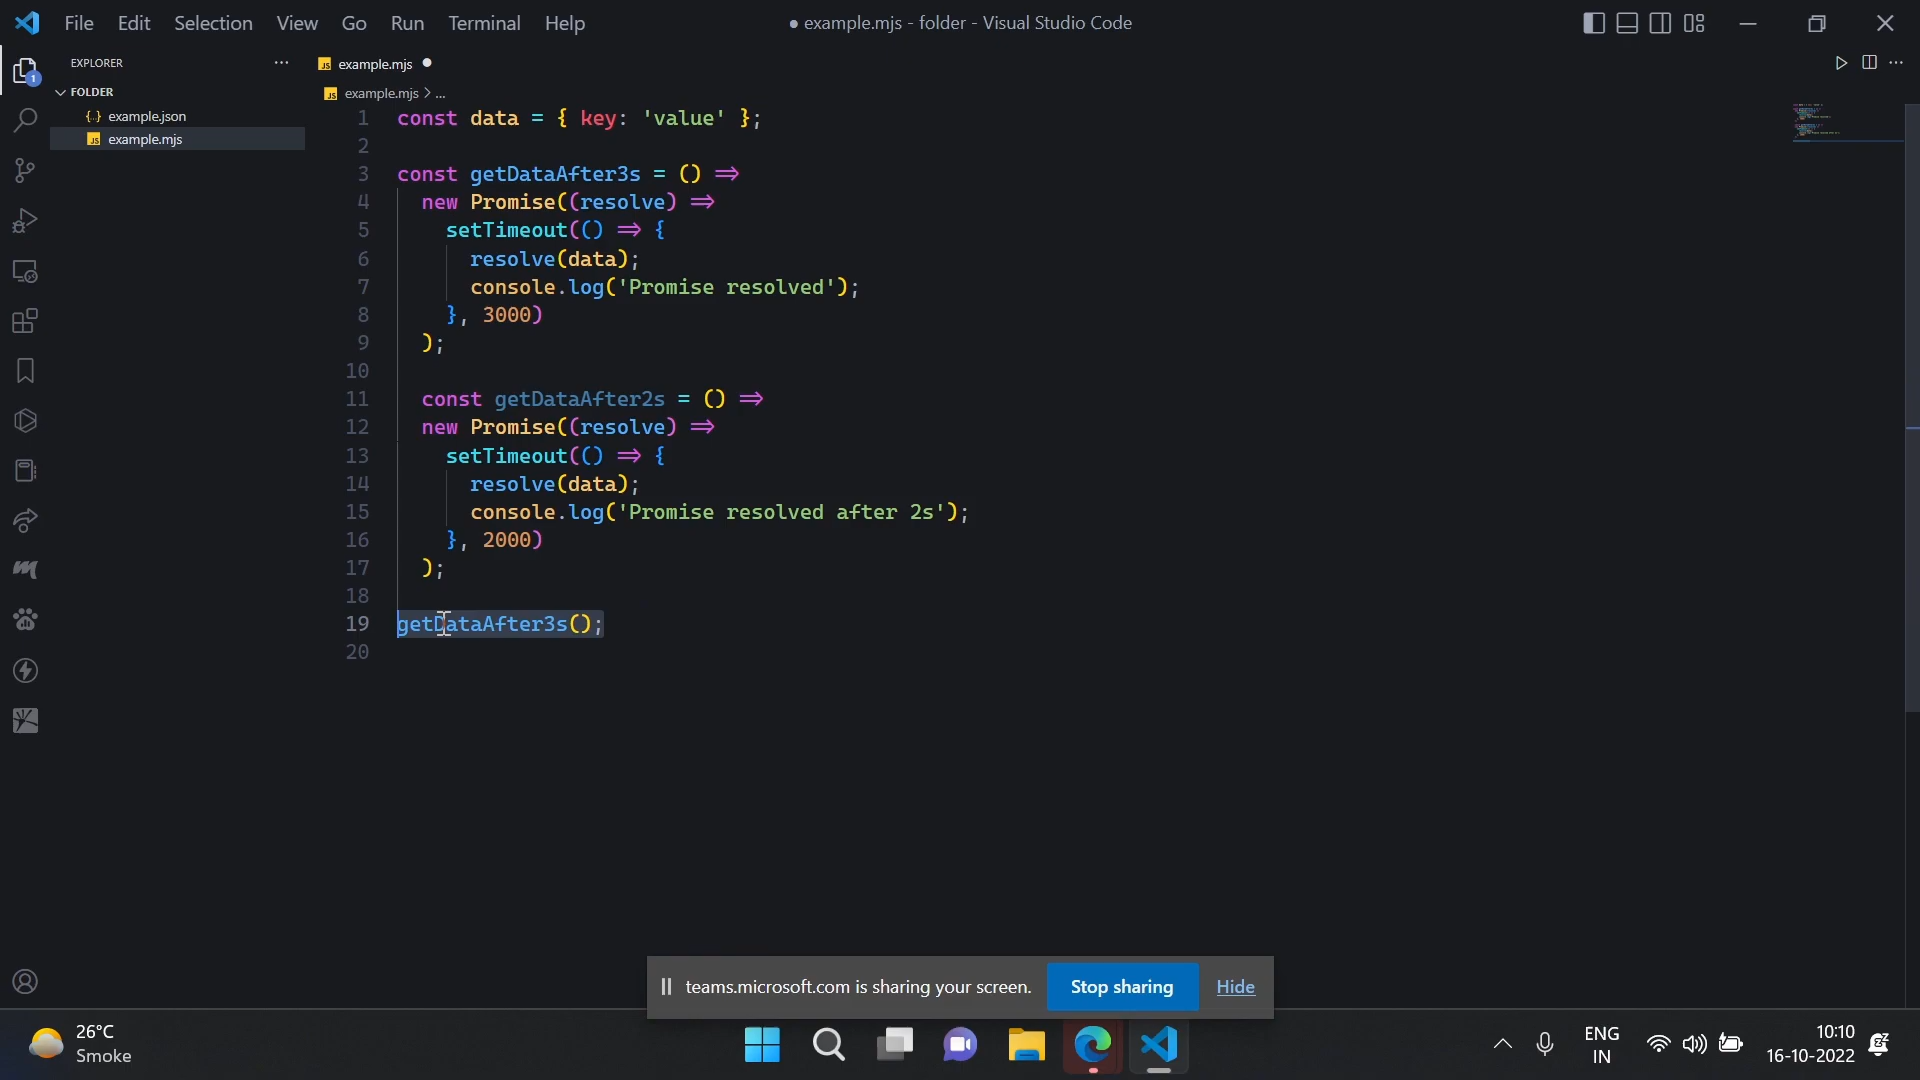 File Edit Selection View Go Run Terminal Help
● example.mjs - folder - Visual Studio Code
EXPLORER
FOLDER
{..} example.json
JS example.mjs
1
JS example.mjs
JS example.mjs > ...
1 const data = { key: 'value' };
2
3 const getDataAfter3s = () ⇒
4 new Promise((resolve) ⇒
5 setTimeout(() ⇒ {
6 resolve(data);
7 console.log('Promise resolved');
8 }, 3000)
9 );
10
11 const getDataAfter2s = () ⇒
12 new Promise((resolve) ⇒
13 setTimeout(() ⇒ {
14 resolve(data);
15 console.log('Promise resolved after 2s');
16 }, 2000)
17 );
18
19 getDataAfter3s();
20
teams.microsoft.com is sharing your screen. Stop sharing Hide
26°C
Smoke
ENG
IN
10:10
16-10-2022